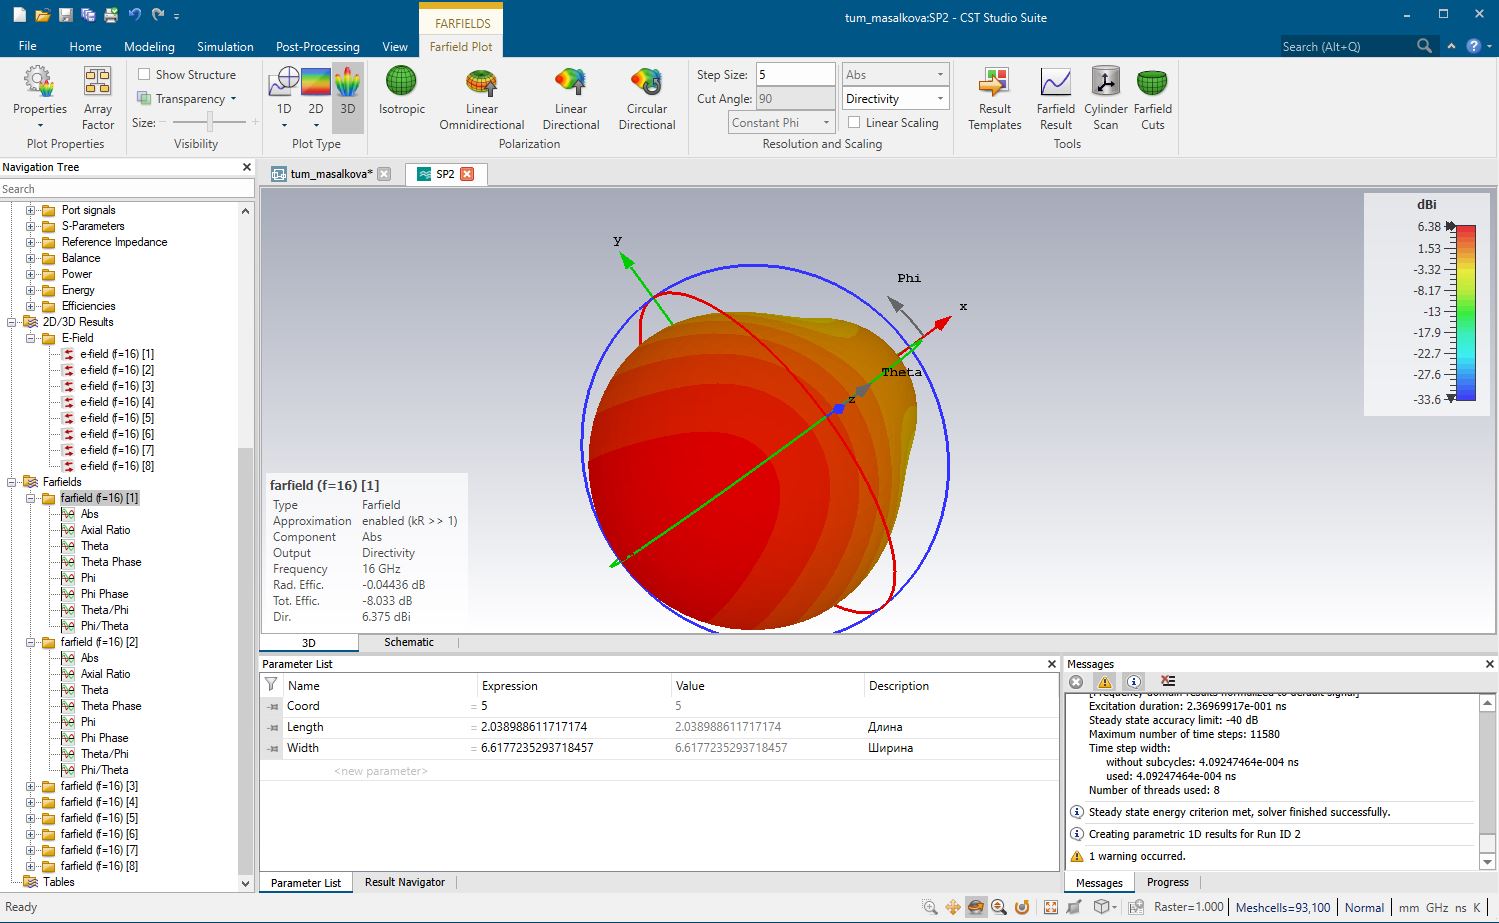 tum_masalkova:SP2 - CST Studio Suite
FARFIELDS
File Home Modeling Simulation Post-Processing View Farfield Plot
Search (Alt+Q)
Properties
Array Factor
Plot Properties
Show Structure
Transparency
Size:
Visibility
1D 2D 3D
Plot Type
Isotropic
Linear Omnidirectional
Linear Directional
Circular Directional
Polarization
Step Size: 5 Abs
Cut Angle: 90 Directivity
Constant Phi Linear Scaling
Resolution and Scaling
Result Templates
Farfield Result
Cylinder Scan
Farfield Cuts
Tools
Navigation Tree
Search
Port signals
S-Parameters
Reference Impedance
Balance
Power
Energy
Efficiencies
2D/3D Results
E-Field
e-field (f=16) [1]
e-field (f=16) [2]
e-field (f=16) [3]
e-field (f=16) [4]
e-field (f=16) [5]
e-field (f=16) [6]
e-field (f=16) [7]
e-field (f=16) [8]
Farfields
farfield (f=16) [1]
Abs
Axial Ratio
Theta
Theta Phase
Phi
Phi Phase
Theta/Phi
Phi/Theta
farfield (f=16) [2]
Abs
Axial Ratio
Theta
Theta Phase
Phi
Phi Phase
Theta/Phi
Phi/Theta
farfield (f=16) [3]
farfield (f=16) [4]
farfield (f=16) [5]
farfield (f=16) [6]
farfield (f=16) [7]
farfield (f=16) [8]
Tables
tum_masalkova* SP2
y
Phi
x
Theta
z
dBi
6.38
1.53
-3.32
-8.17
-13
-17.9
-22.7
-27.6
-33.6
farfield (f=16) [1]
Type Farfield
Approximation enabled (kR >> 1)
Component Abs
Output Directivity
Frequency 16 GHz
Rad. Effic. -0.04436 dB
Tot. Effic. -8.033 dB
Dir. 6.375 dBi
3D Schematic
Parameter List
Name Expression Value Description
Coord = 5 5
Length = 2.038988611717174 2.038988611717174 Длина
Width = 6.6177235293718457 6.6177235293718457 Ширина
<new parameter>
Parameter List Result Navigator
Messages
[Frequency domain results normalized to default signal]
Excitation duration: 2.36969917e-001 ns
Steady state accuracy limit: -40 dB
Maximum number of time steps: 11580
Time step width:
without subcycles: 4.09247464e-004 ns
used: 4.09247464e-004 ns
Number of threads used: 8
Steady state energy criterion met, solver finished successfully.
Creating parametric 1D results for Run ID 2
1 warning occurred.
Messages Progress
Ready
Raster=1.000 Meshcells=93,100 Normal mm GHz ns K